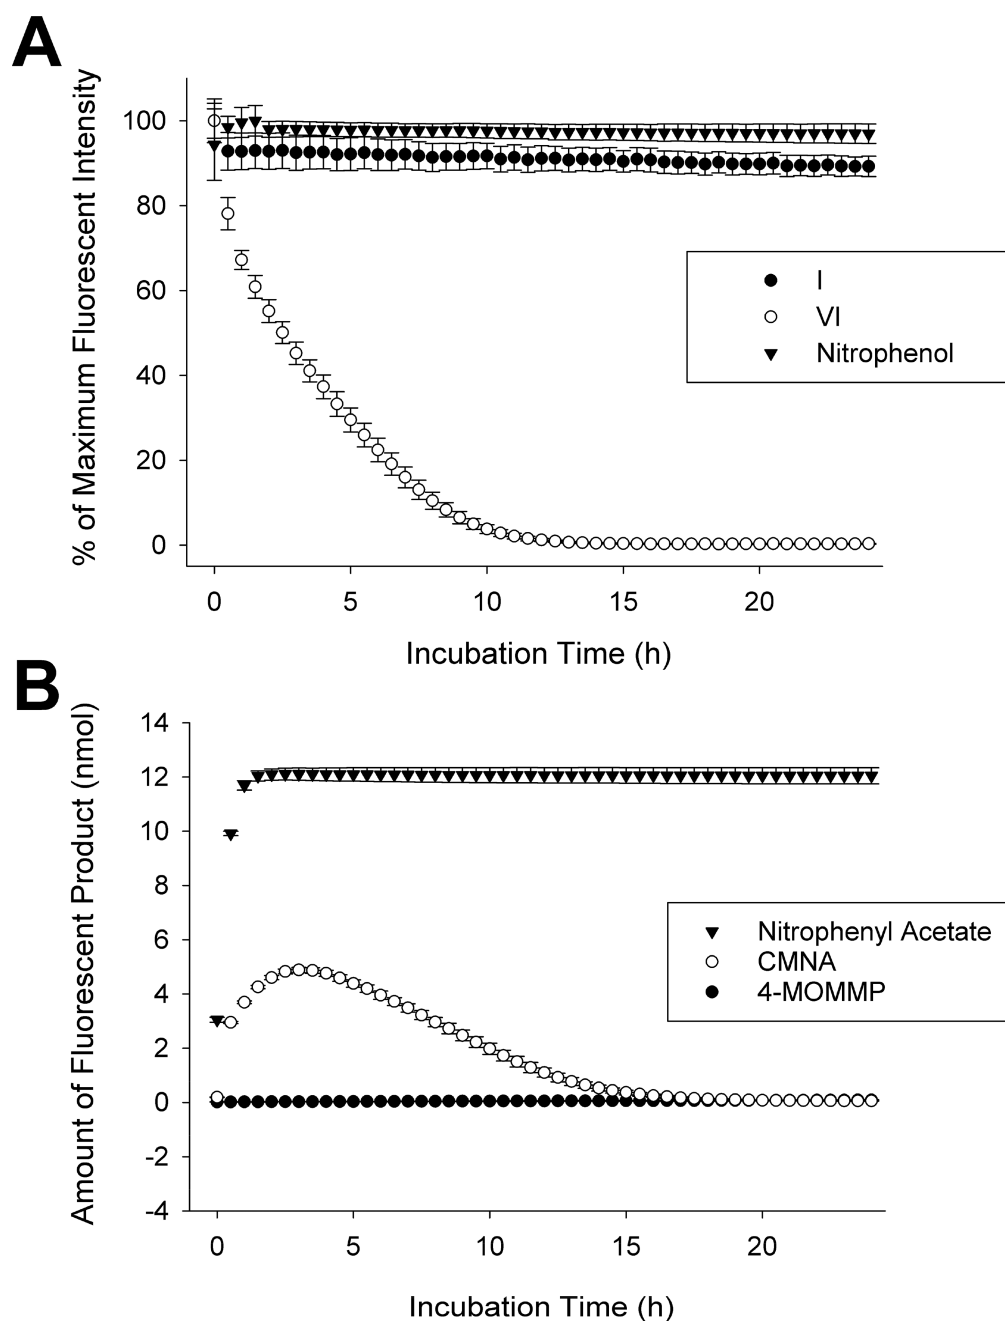 A
% of Maximum Fluorescent Intensity
100
80
60
40
20
0
I
VI
Nitrophenol
0 5 10 15 20
Incubation Time (h)
B
Amount of Fluorescent Product (nmol)
14
12
10
8
6
4
2
0
-2
-4
Nitrophenyl Acetate
CMNA
4-MOMMP
0 5 10 15 20
Incubation Time (h)